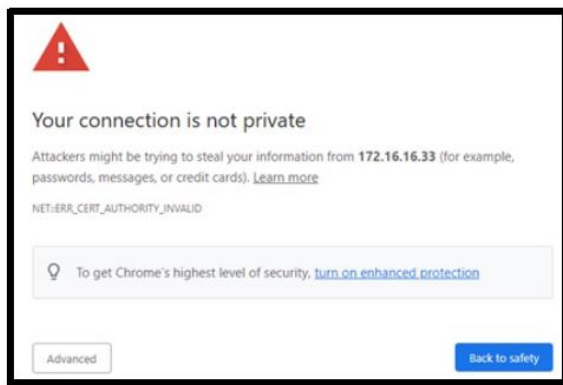 Your connection is not private
Attackers might be trying to steal your information from 172.16.16.33 (for example,
passwords, messages, or credit cards). Learn more
NET::ERR_CERT_AUTHORITY_INVALID
To get Chrome's highest level of security, turn on enhanced protection
Advanced
Back to safety